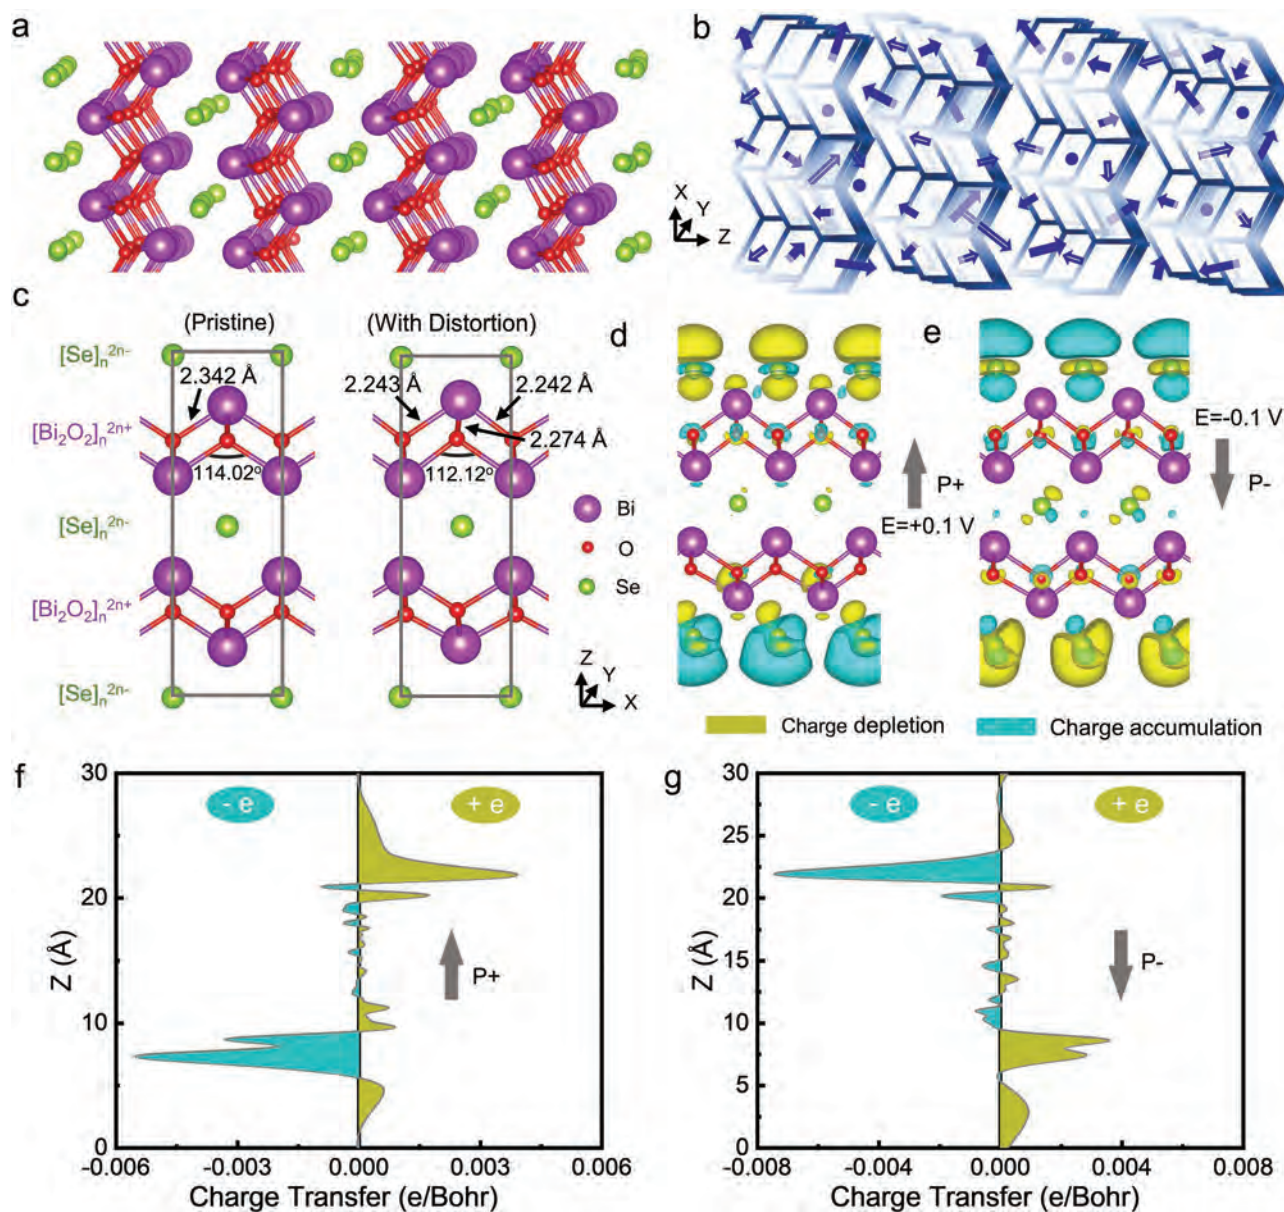 a
b
X
Y
Z
c
(Pristine)
(With Distortion)
d
e
[Se]ₙ²ⁿ⁻
2.342 Å
2.243 Å
2.242 Å
[Bi₂O₂]ₙ²ⁿ⁺
2.274 Å
114.02°
112.12°
E=-0.1 V
P+
P-
E=+0.1 V
[Se]ₙ²ⁿ⁻
Bi
O
Se
[Bi₂O₂]ₙ²ⁿ⁺
[Se]ₙ²ⁿ⁻
Z
Y
X
Charge depletion
Charge accumulation
f
30
20
10
0
Z (Å)
- e
+ e
P+
-0.006 -0.003 0.000 0.003 0.006
Charge Transfer (e/Bohr)
g
30
25
20
15
10
5
0
Z (Å)
- e
+ e
P-
-0.008 -0.004 0.000 0.004 0.008
Charge Transfer (e/Bohr)